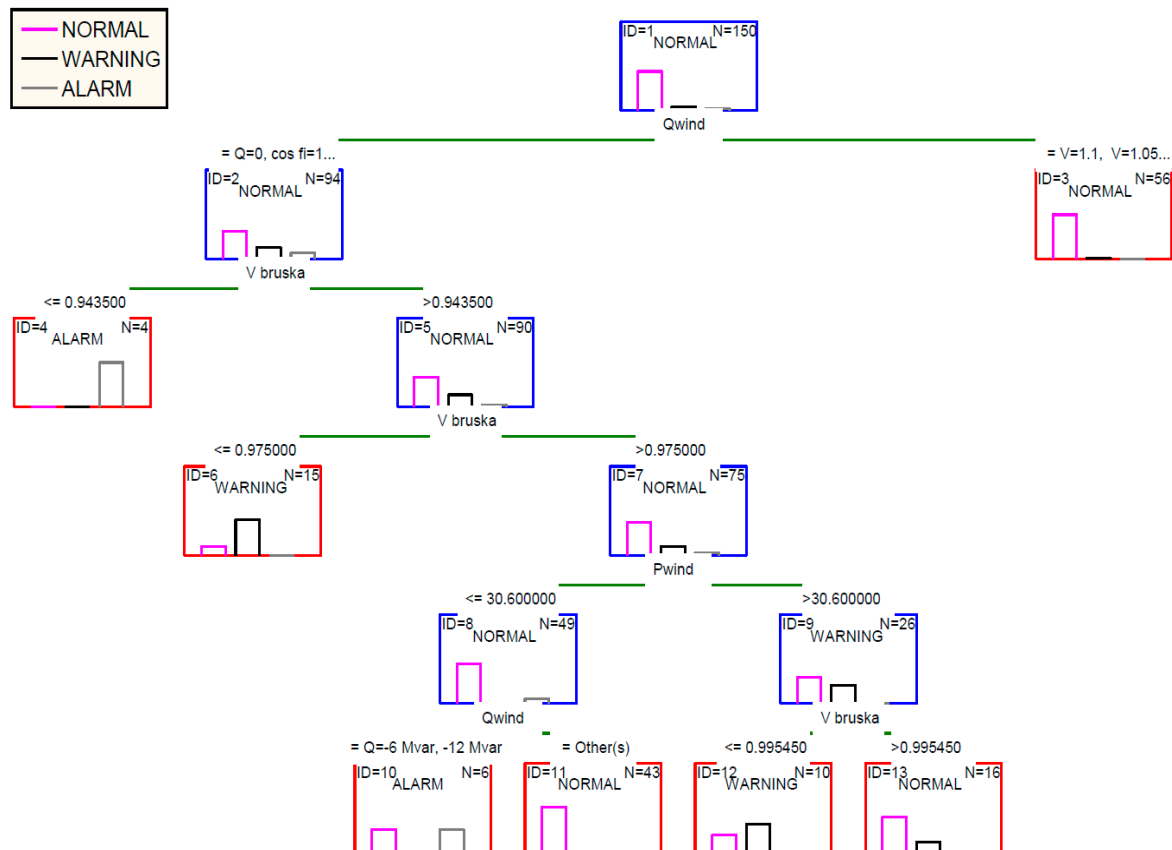 NORMAL
WARNING
ALARM
ID=1 N=150
NORMAL
Qwind
= Q=0, cos fi=1...
= V=1.1, V=1.05...
ID=2 N=94
NORMAL
V bruska
ID=3 N=56
NORMAL
<= 0.943500
>0.943500
ID=4 N=4
ALARM
ID=5 N=90
NORMAL
V bruska
<= 0.975000
>0.975000
ID=6 N=15
WARNING
ID=7 N=75
NORMAL
Pwind
<= 30.600000
>30.600000
ID=8 N=49
NORMAL
Qwind
ID=9 N=26
WARNING
V bruska
= Q=-6 Mvar, -12 Mvar
= Other(s)
<= 0.995450
>0.995450
ID=10 N=6
ALARM
ID=11 N=43
NORMAL
ID=12 N=10
WARNING
ID=13 N=16
NORMAL